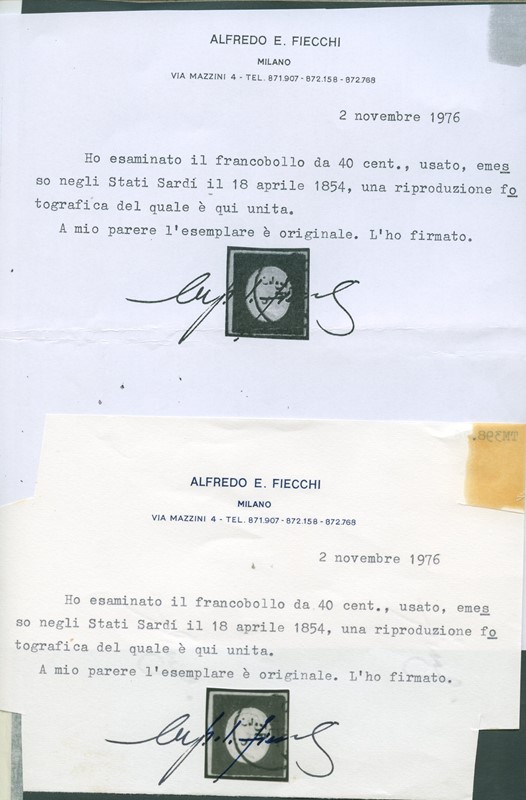 ALFREDO E. FIECCHI
MILANO
VIA MAZZINI 4 - TEL. 871.907 - 872.158 - 872.768
2 novembre 1976
Ho esaminato il francobollo da 40 cent., usato, emes
so negli Stati Sardi il 18 aprile 1854, una riproduzione fo
tografica del quale è qui unita.
A mio parere l'esemplare è originale. L'ho firmato.
TK398.
ALFREDO E. FIECCHI
MILANO
VIA MAZZINI 4 - TEL. 871.907 - 872.158 - 872.768
2 novembre 1976
Ho esaminato il francobollo da 40 cent., usato, emes
so negli Stati Sardi il 18 aprile 1854, una riproduzione fo
tografica del quale è qui unita.
A mio parere l'esemplare è originale. L'ho firmato.